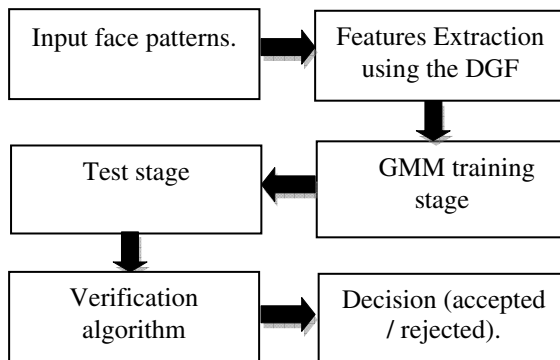 Input face patterns.
Features Extraction
using the DGF
GMM training
stage
Test stage
Verification
algorithm
Decision (accepted
/ rejected).